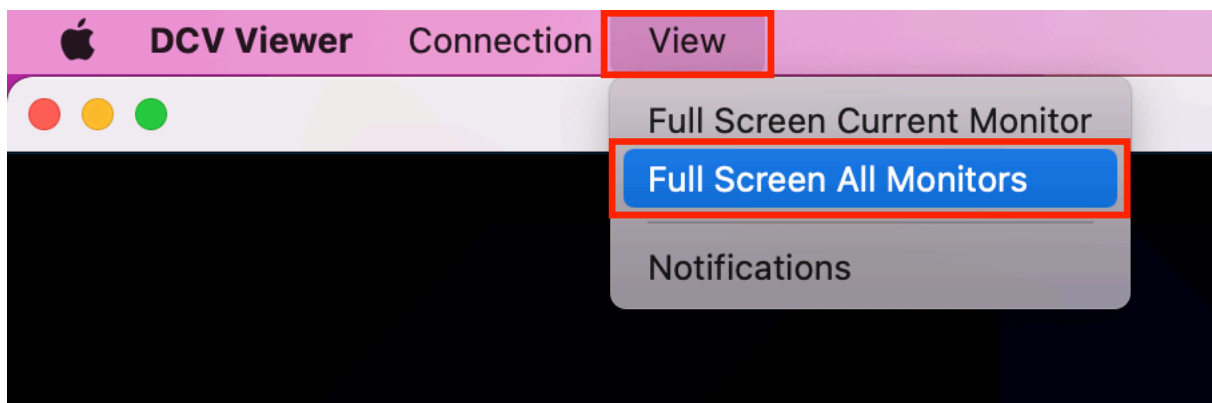 DCV Viewer Connection View
Full Screen Current Monitor
Full Screen All Monitors
Notifications